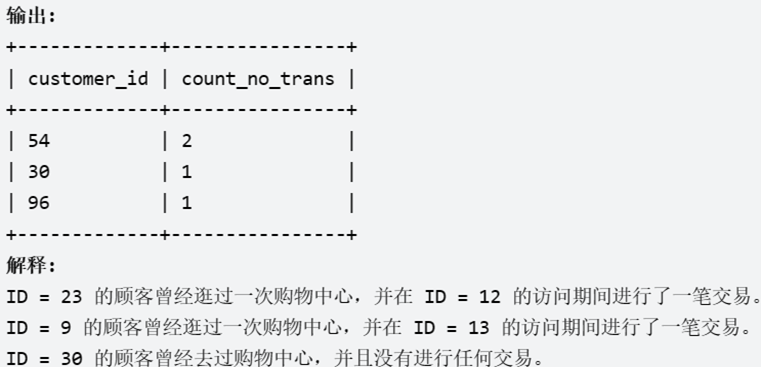 输出：
+-------------+----------------+
| customer_id | count_no_trans |
+-------------+----------------+
| 54          | 2              |
| 30          | 1              |
| 96          | 1              |
+-------------+----------------+
解释：
ID = 23 的顾客曾经逛过一次购物中心，并在 ID = 12 的访问期间进行了一笔交易。
ID = 9 的顾客曾经逛过一次购物中心，并在 ID = 13 的访问期间进行了一笔交易。
ID = 30 的顾客曾经去过购物中心，并且没有进行任何交易。